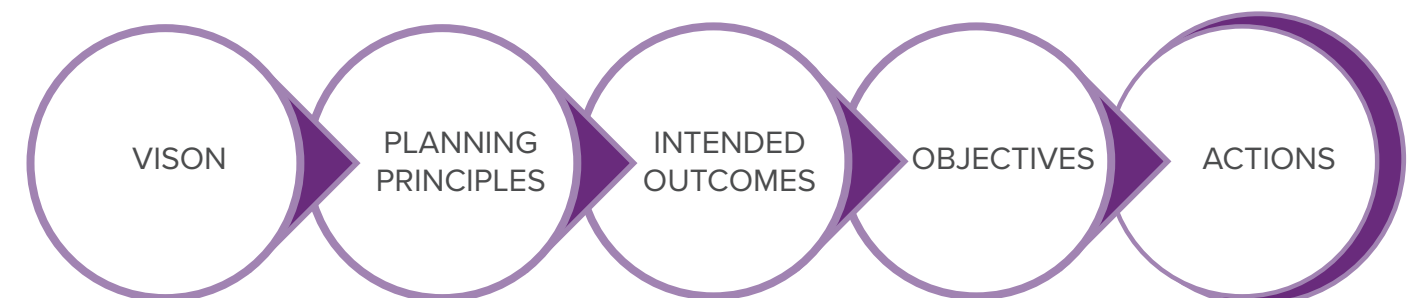 VISON
PLANNING
PRINCIPLES
INTENDED
OUTCOMES
OBJECTIVES
ACTIONS